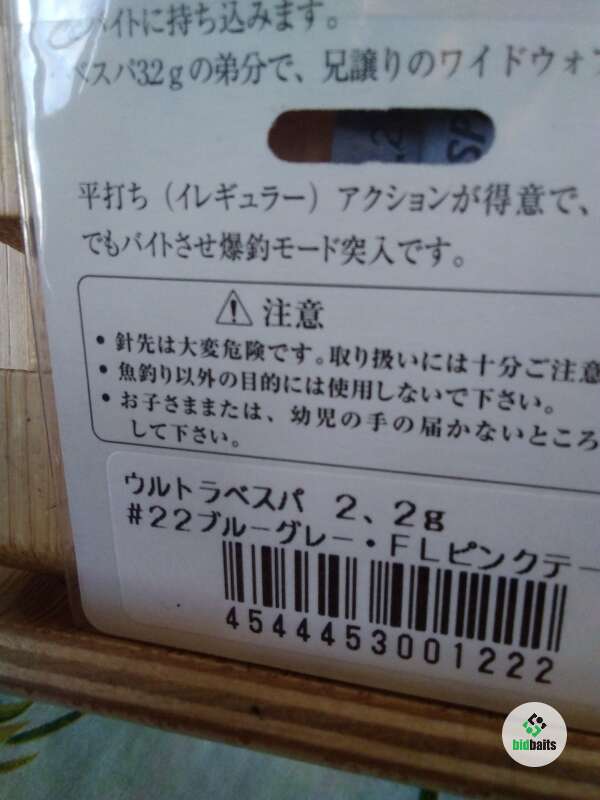 バイトに持ち込みます。
ベスパ32gの弟分で、兄譲りのワイドウォ
平打ち（イレギュラー）アクションが得意で、
でもバイトさせ爆釣モード突入です。
⚠ 注意
・針先は大変危険です。取り扱いには十分ご注意
・魚釣り以外の目的には使用しないで下さい。
・お子さままたは、幼児の手の届かないところ
して下さい。
ウルトラベスパ 2、2g
#22ブルーグレー・FLピンクテー
4544453001222
bidbaits